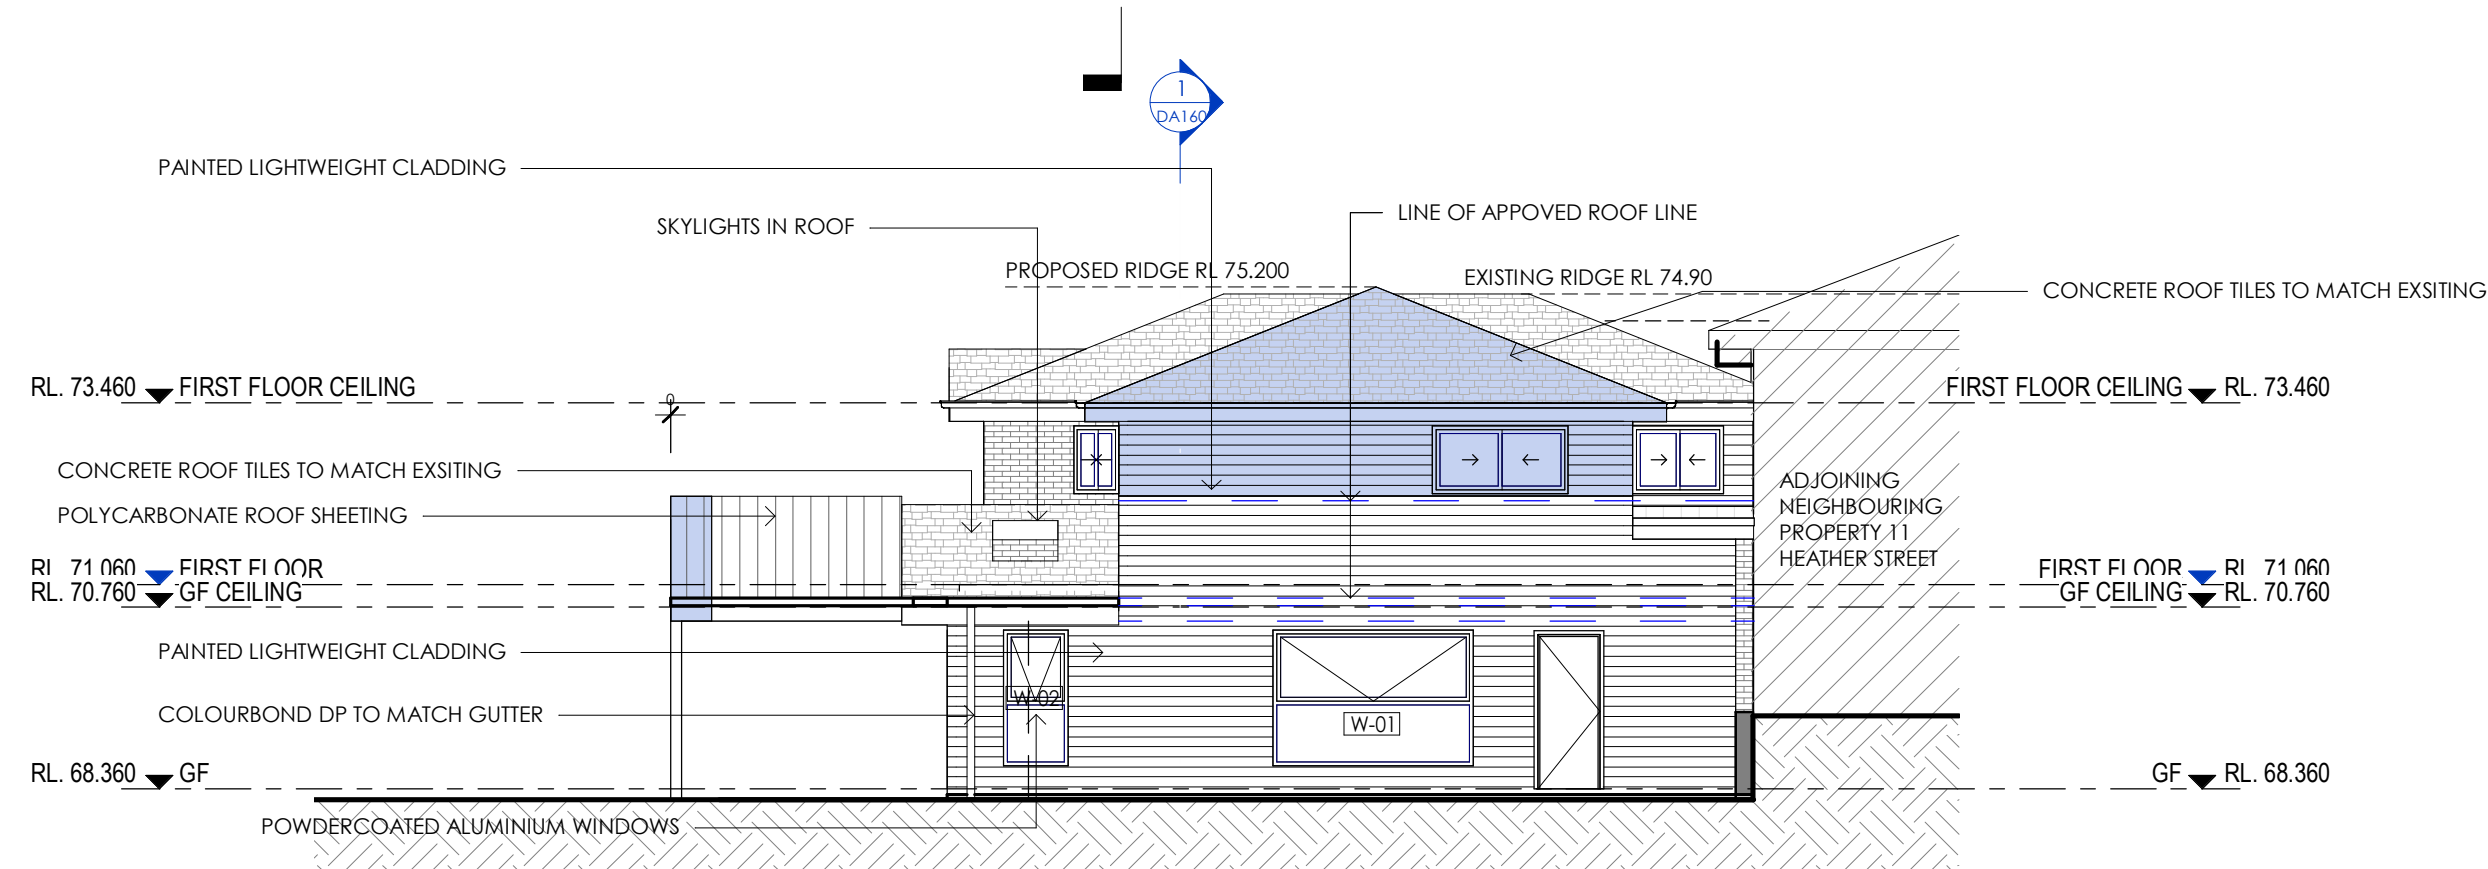 1
DA160
PAINTED LIGHTWEIGHT CLADDING
SKYLIGHTS IN ROOF
LINE OF APPOVED ROOF LINE
PROPOSED RIDGE RL 75.200
EXISTING RIDGE RL 74.90
CONCRETE ROOF TILES TO MATCH EXSITING
RL. 73.460 FIRST FLOOR CEILING
FIRST FLOOR CEILING RL. 73.460
0
CONCRETE ROOF TILES TO MATCH EXSITING
POLYCARBONATE ROOF SHEETING
ADJOINING
NEIGHBOURING
PROPERTY 11
HEATHER STREET
RL. 71.060 FIRST FLOOR
RL. 70.760 GF CEILING
FIRST FLOOR RL. 71.060
GF CEILING RL. 70.760
PAINTED LIGHTWEIGHT CLADDING
W-02
COLOURBOND DP TO MATCH GUTTER
W-01
RL. 68.360 GF
GF RL. 68.360
POWDERCOATED ALUMINIUM WINDOWS